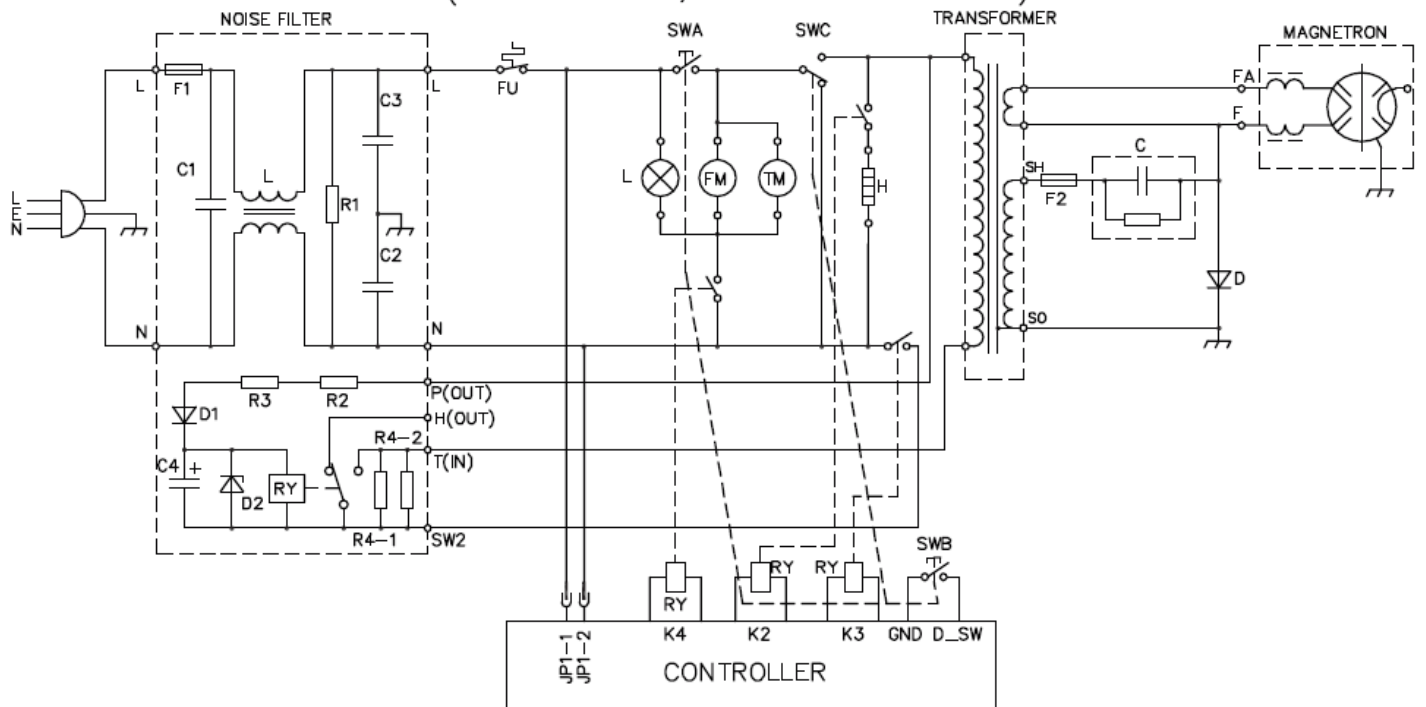 NOISE FILTER
SWA
SWC
TRANSFORMER
MAGNETRON
L
F1
L
FU
C3
FA
F
C1
L
R1
L
FM
TM
H
SH
C
F2
L
E
N
C2
D
N
N
SO
R3
R2
P(OUT)
D1
H(OUT)
R4-2
T(IN)
C4
+
D2
RY
R4-1
SW2
SWB
RY
RY
RY
K4
K2
K3
GND
D_SW
JP1-1
JP1-2
CONTROLLER